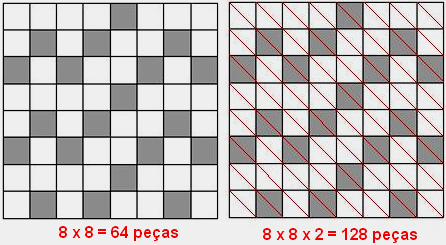 8 x 8 = 64 peças
8 x 8 x 2 = 128 peças